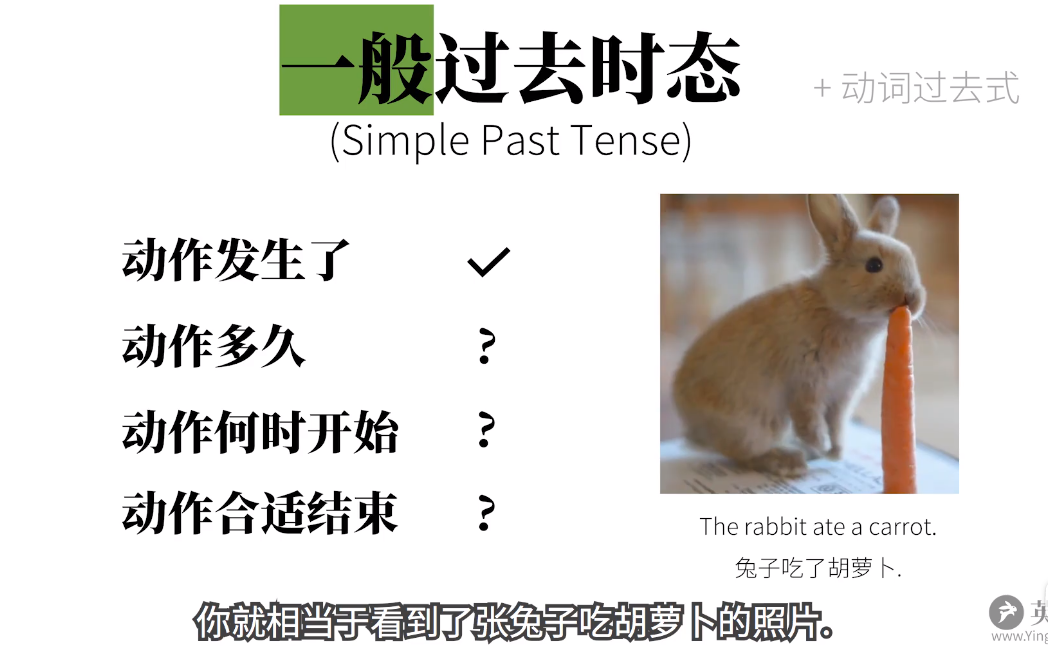 一般过去时态
+ 动词过去式
(Simple Past Tense)
动作发生了 ✓
动作多久 ?
动作何时开始 ?
动作合适结束 ?
The rabbit ate a carrot.
兔子吃了胡萝卜.
你就相当于看到了张兔子吃胡萝卜的照片。
英
www.Ying